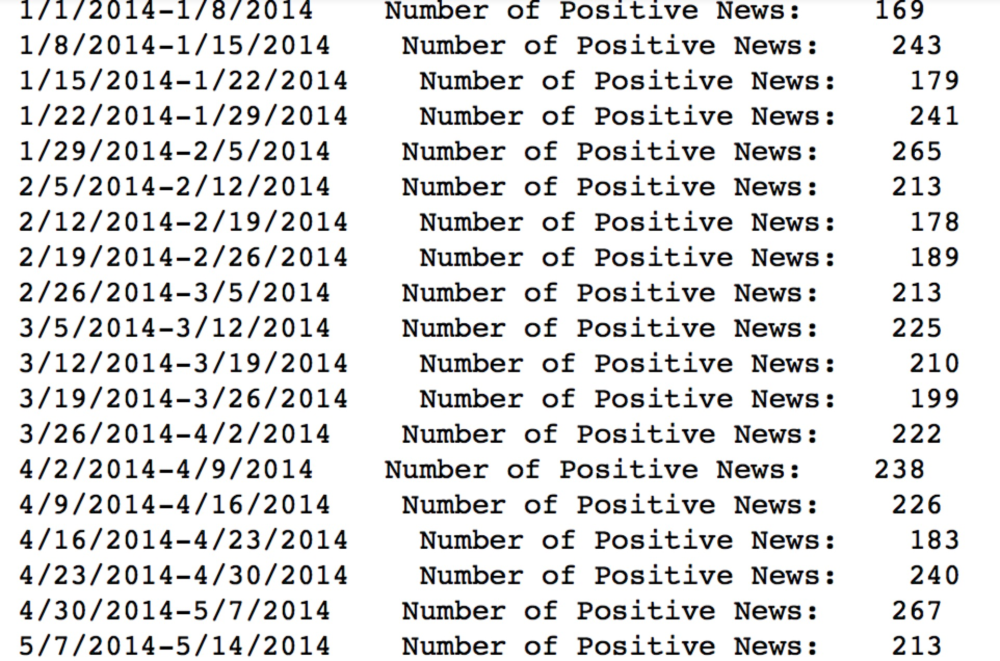 1/1/2014-1/8/2014 Number of Positive News: 169
1/8/2014-1/15/2014 Number of Positive News: 243
1/15/2014-1/22/2014 Number of Positive News: 179
1/22/2014-1/29/2014 Number of Positive News: 241
1/29/2014-2/5/2014 Number of Positive News: 265
2/5/2014-2/12/2014 Number of Positive News: 213
2/12/2014-2/19/2014 Number of Positive News: 178
2/19/2014-2/26/2014 Number of Positive News: 189
2/26/2014-3/5/2014 Number of Positive News: 213
3/5/2014-3/12/2014 Number of Positive News: 225
3/12/2014-3/19/2014 Number of Positive News: 210
3/19/2014-3/26/2014 Number of Positive News: 199
3/26/2014-4/2/2014 Number of Positive News: 222
4/2/2014-4/9/2014 Number of Positive News: 238
4/9/2014-4/16/2014 Number of Positive News: 226
4/16/2014-4/23/2014 Number of Positive News: 183
4/23/2014-4/30/2014 Number of Positive News: 240
4/30/2014-5/7/2014 Number of Positive News: 267
5/7/2014-5/14/2014 Number of Positive News: 213